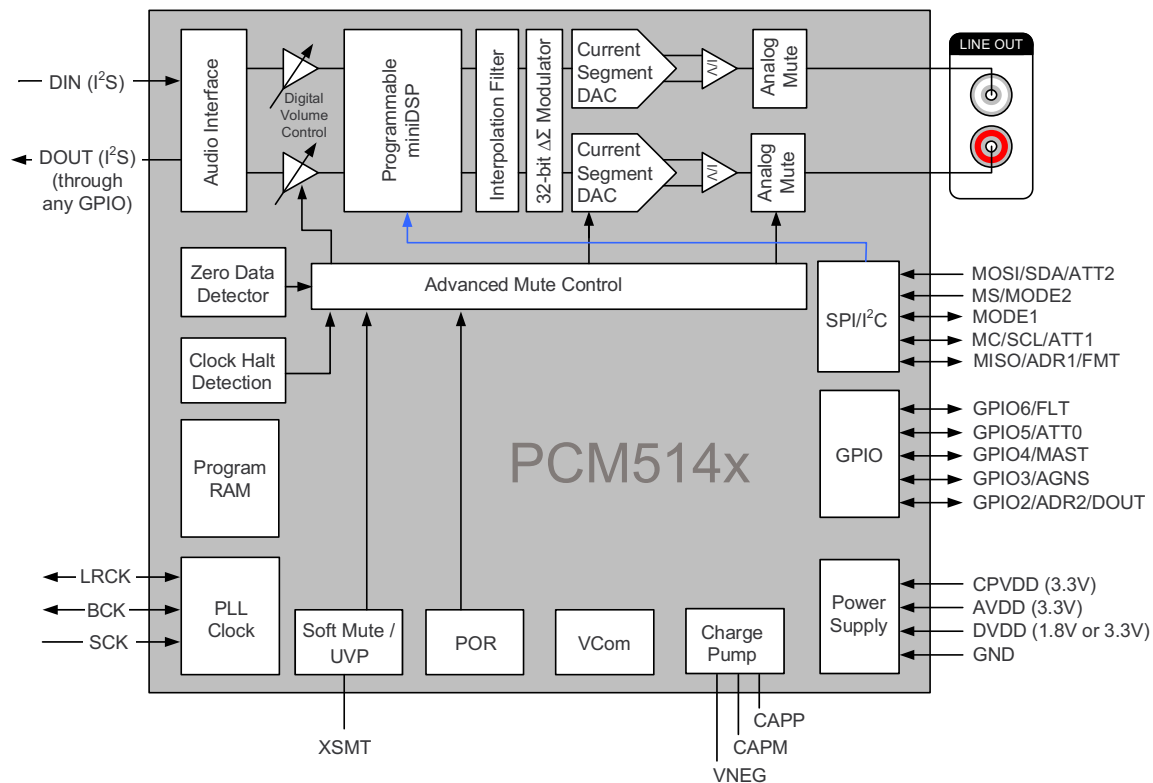 DIN (I²S)
DOUT (I²S)
(through
any GPIO)
Audio Interface
Digital
Volume
Control
Programmable
miniDSP
Interpolation Filter
32-bit ΔΣ Modulator
Current
Segment
DAC
I/V
Analog
Mute
Current
Segment
DAC
I/V
Analog
Mute
LINE OUT
Zero Data
Detector
Advanced Mute Control
Clock Halt
Detection
SPI/I²C
MOSI/SDA/ATT2
MS/MODE2
MODE1
MC/SCL/ATT1
MISO/ADR1/FMT
Program
RAM
PCM514x
GPIO
GPIO6/FLT
GPIO5/ATT0
GPIO4/MAST
GPIO3/AGNS
GPIO2/ADR2/DOUT
LRCK
BCK
SCK
PLL
Clock
Soft Mute /
UVP
POR
VCom
Charge
Pump
Power
Supply
CPVDD (3.3V)
AVDD (3.3V)
DVDD (1.8V or 3.3V)
GND
XSMT
CAPP
CAPM
VNEG